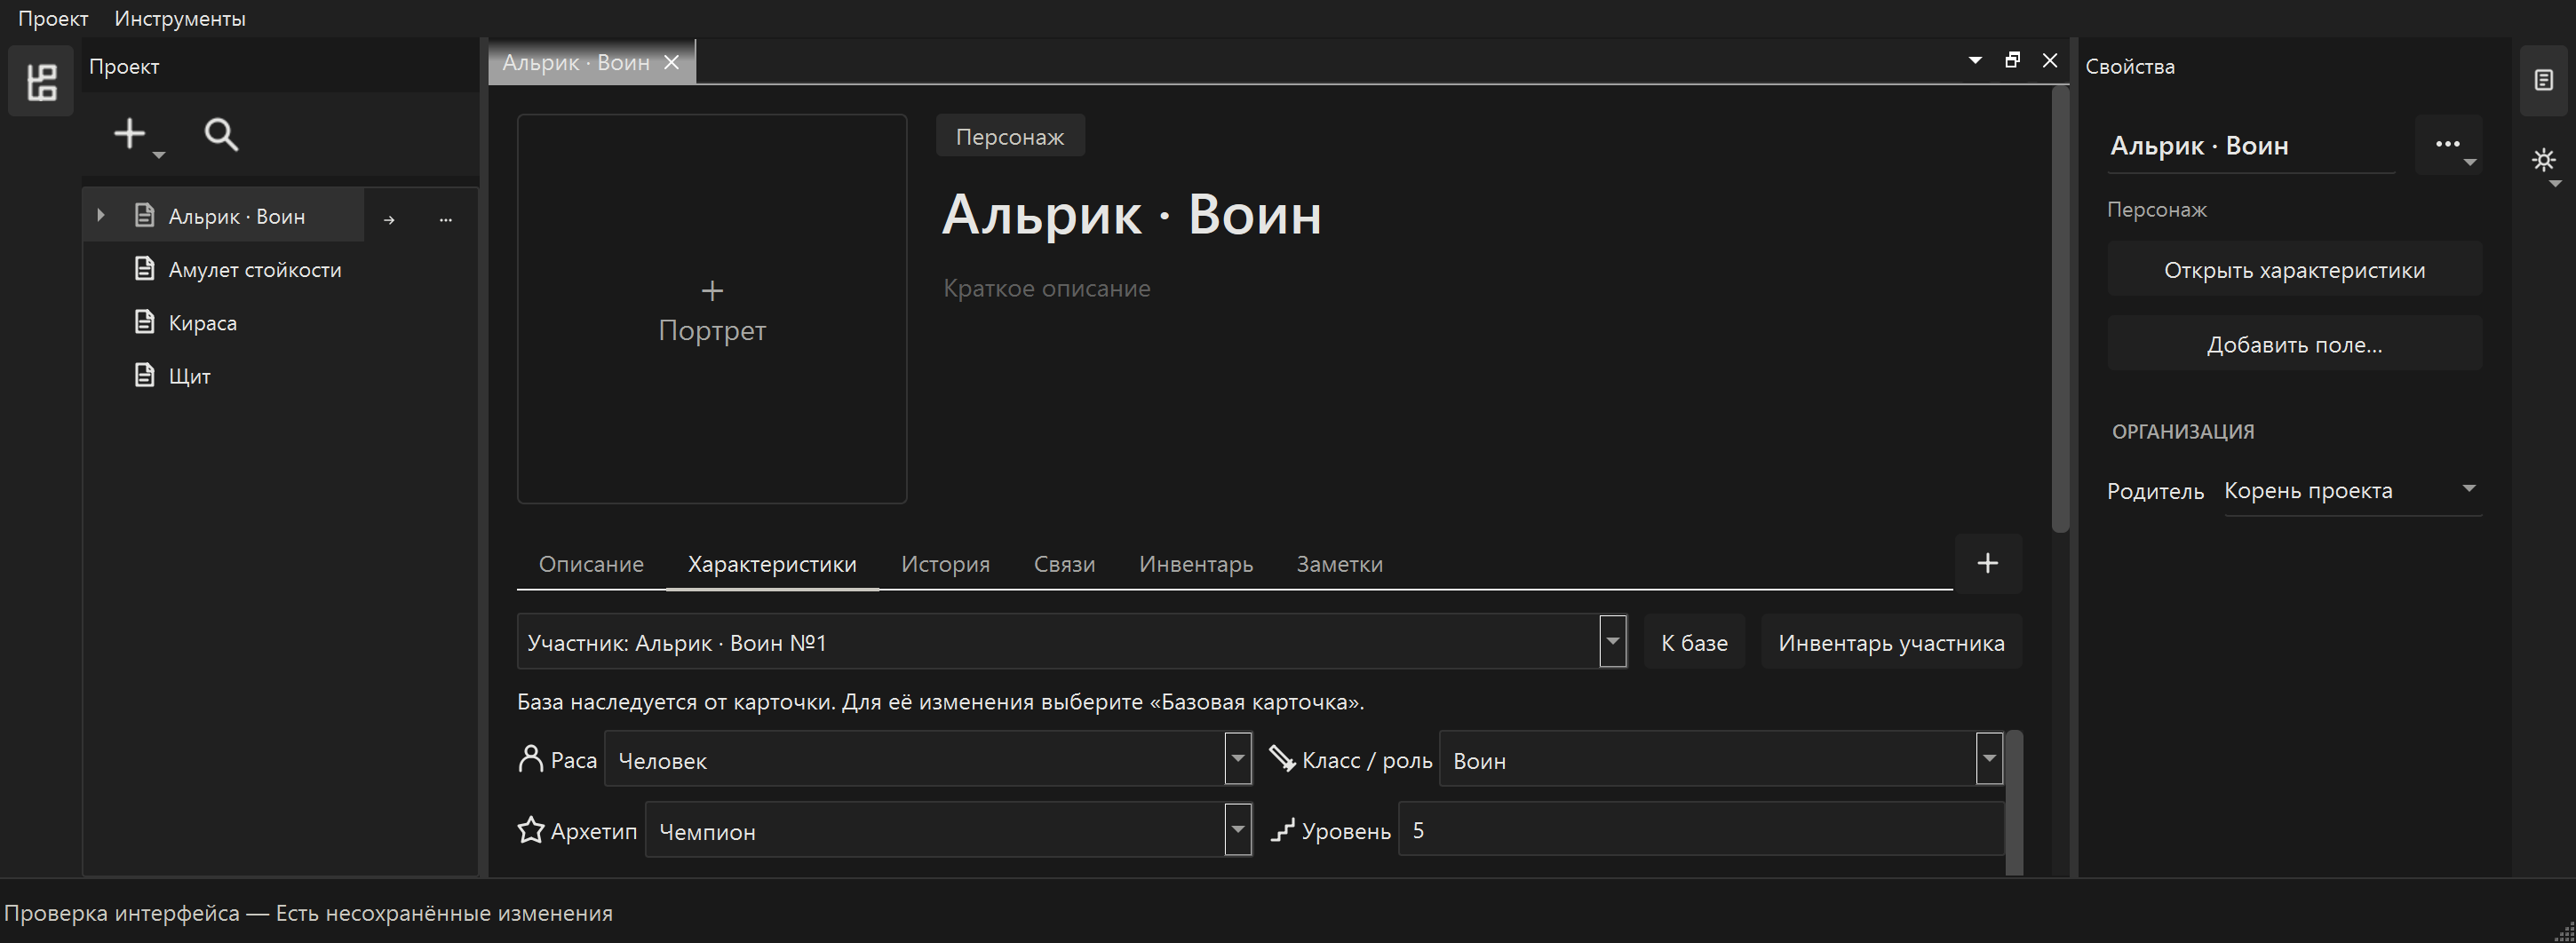 Проект Инструменты
Проект
Альрик · Воин → ...
Амулет стойкости
Кираса
Щит
Альрик · Воин
+
Портрет
Персонаж
Альрик · Воин
Краткое описание
Описание Характеристики История Связи Инвентарь Заметки +
Участник: Альрик · Воин №1 К базе Инвентарь участника
База наследуется от карточки. Для её изменения выберите «Базовая карточка».
Раса Человек Класс / роль Воин
Архетип Чемпион Уровень 5
Свойства
Альрик · Воин ...
Персонаж
Открыть характеристики
Добавить поле...
ОРГАНИЗАЦИЯ
Родитель Корень проекта
Проверка интерфейса — Есть несохранённые изменения